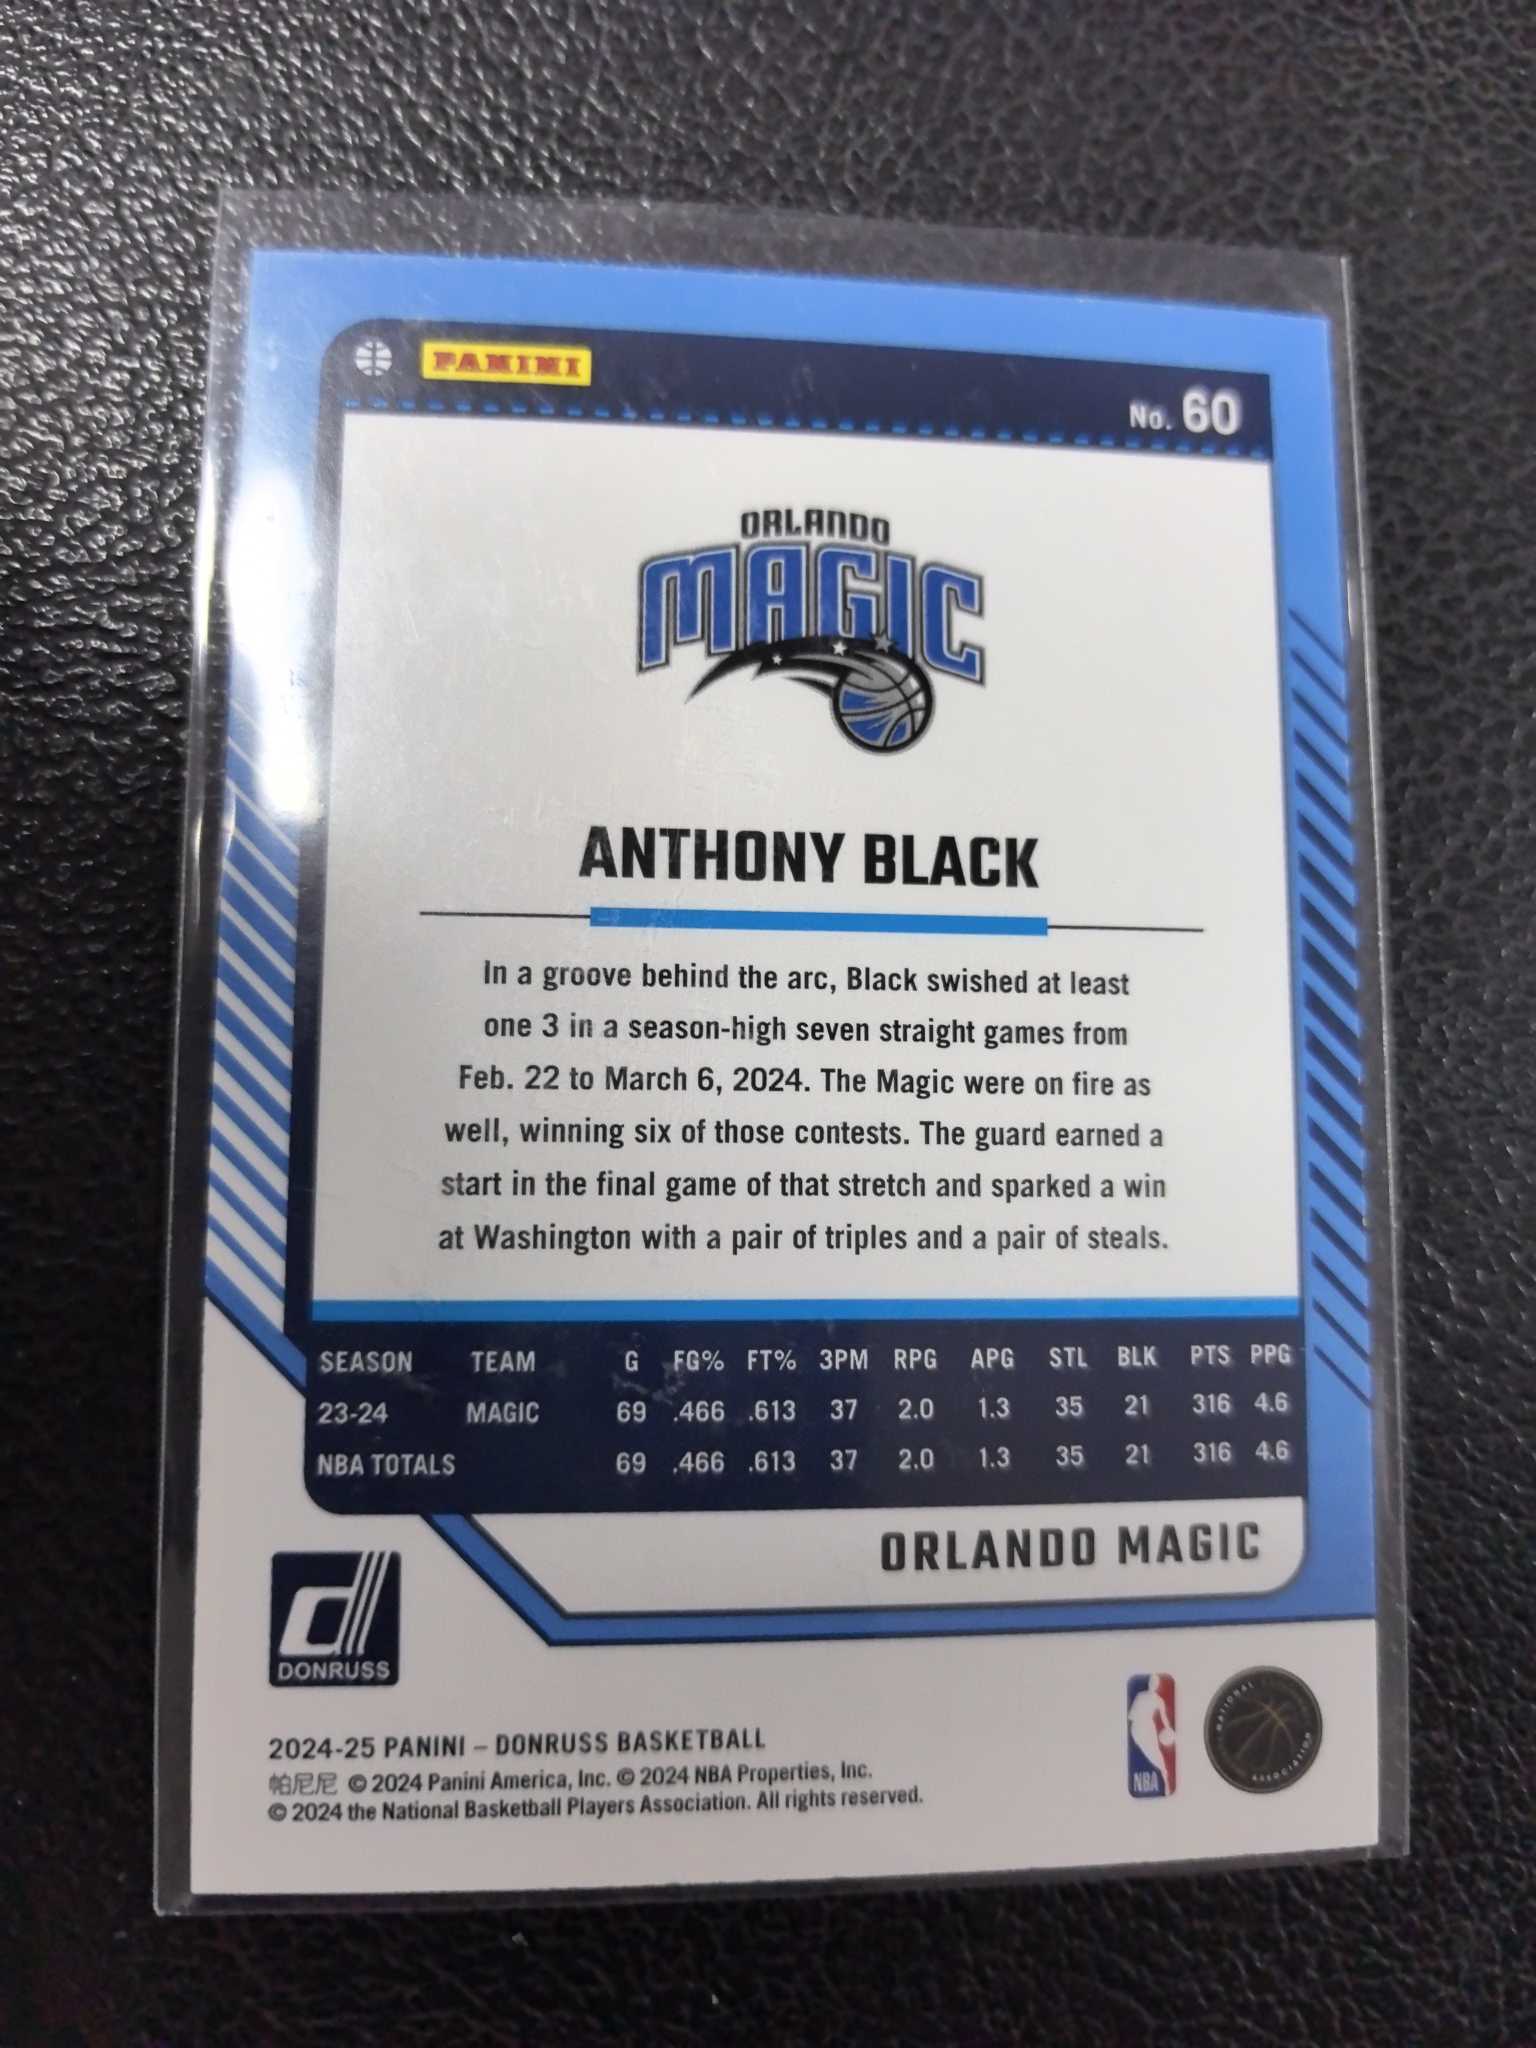 PANINI
No. 60
ORLANDO
MAGIC
ANTHONY BLACK
In a groove behind the arc, Black swished at least
one 3 in a season-high seven straight games from
Feb. 22 to March 6, 2024. The Magic were on fire as
well, winning six of those contests. The guard earned a
start in the final game of that stretch and sparked a win
at Washington with a pair of triples and a pair of steals.
SEASON TEAM G FG% FT% 3PM RPG APG STL BLK PTS PPG
23-24 MAGIC 69 .466 .613 37 2.0 1.3 35 21 316 4.6
NBA TOTALS 69 .466 .613 37 2.0 1.3 35 21 316 4.6
ORLANDO MAGIC
d
DONRUSS
2024-25 PANINI – DONRUSS BASKETBALL
帕尼尼 © 2024 Panini America, Inc. © 2024 NBA Properties, Inc.
© 2024 the National Basketball Players Association. All rights reserved.
NBA
NATIONAL ASSOCIATION